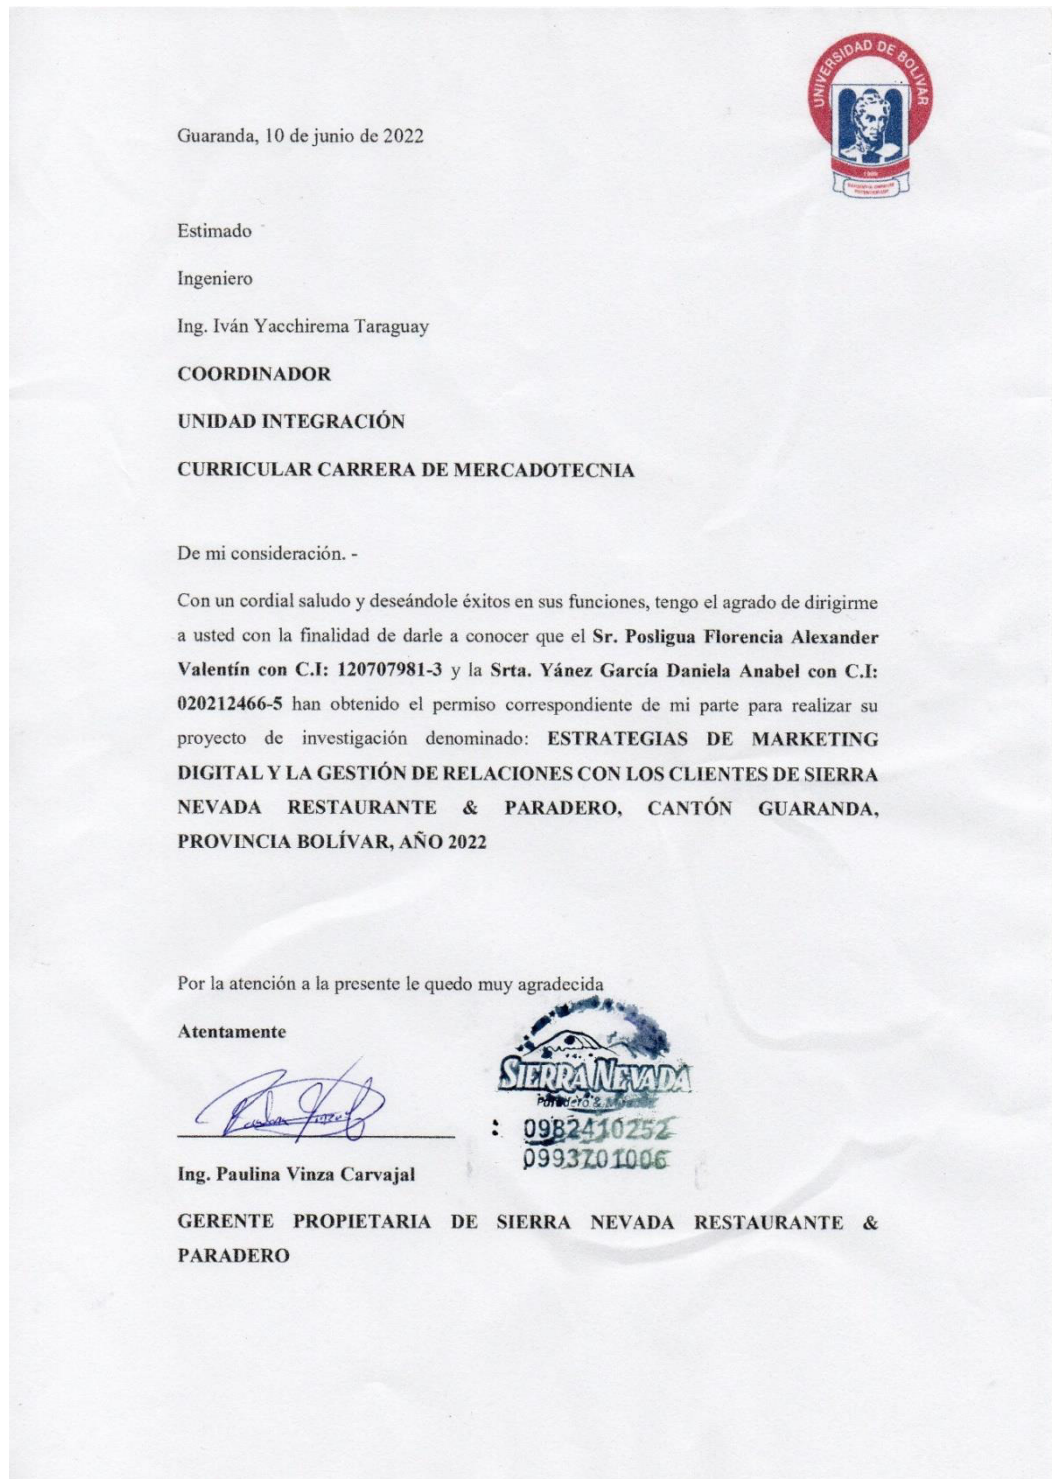 UNIVERSIDAD DE BOLIVAR
Guaranda, 10 de junio de 2022
Estimado
Ingeniero
Ing. Iván Yacchirema Taraguay
COORDINADOR
UNIDAD INTEGRACIÓN
CURRICULAR CARRERA DE MERCADOTECNIA
De mi consideración. -
Con un cordial saludo y deseándole éxitos en sus funciones, tengo el agrado de dirigirme
a usted con la finalidad de darle a conocer que el Sr. Posligua Florencia Alexander
Valentín con C.I: 120707981-3 y la Srta. Yánez García Daniela Anabel con C.I:
020212466-5 han obtenido el permiso correspondiente de mi parte para realizar su
proyecto de investigación denominado: ESTRATEGIAS DE MARKETING
DIGITAL Y LA GESTIÓN DE RELACIONES CON LOS CLIENTES DE SIERRA
NEVADA RESTAURANTE & PARADERO, CANTÓN GUARANDA,
PROVINCIA BOLÍVAR, AÑO 2022
Por la atención a la presente le quedo muy agradecida
Atentamente
SIERRA NEVADA
Paradero &
: 0982410252
0993701006
Ing. Paulina Vinza Carvajal
GERENTE PROPIETARIA DE SIERRA NEVADA RESTAURANTE &
PARADERO